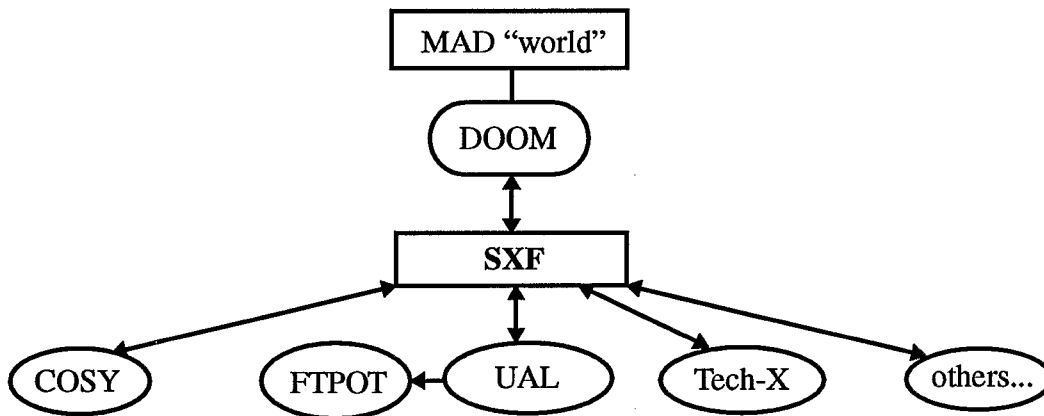 MAD “world”
DOOM
SXF
COSY
FTPOT
UAL
Tech-X
others...